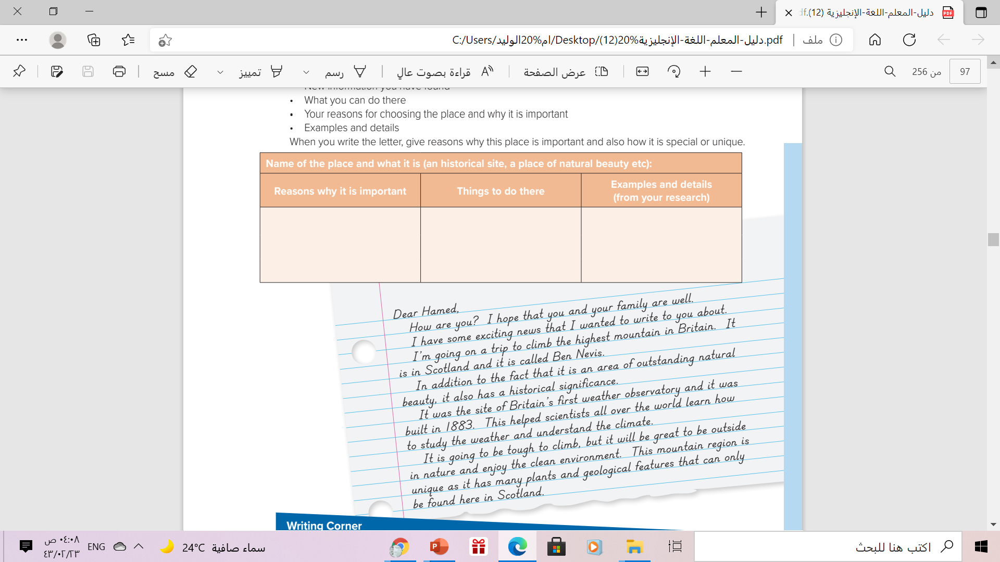 دليل-المعلم-اللغة-الإنجليزية (12).
C:/Users/ام%20الوليد/Desktop/دليل-المعلم-اللغة-الإنجليزية%20(12).pdf
ملف
مسح
تمييز
رسم
قراءة بصوت عالٍ
عرض الصفحة
من 256
97
New information you have found
• What you can do there
• Your reasons for choosing the place and why it is important
• Examples and details
When you write the letter, give reasons why this place is important and also how it is special or unique.
Name of the place and what it is (an historical site, a place of natural beauty etc):
Reasons why it is important
Things to do there
Examples and details
(from your research)
Dear Hamed,
How are you? I hope that you and your family are well.
I have some exciting news that I wanted to write to you about.
I'm going on a trip to climb the highest mountain in Britain. It
is in Scotland and it is called Ben Nevis.
In addition to the fact that it is an area of outstanding natural
beauty, it also has a historical significance.
It was the site of Britain's first weather observatory and it was
built in 1883. This helped scientists all over the world learn how
to study the weather and understand the climate.
It is going to be tough to climb, but it will be great to be outside
in nature and enjoy the clean environment. This mountain region is
unique as it has many plants and geological features that can only
be found here in Scotland.
Writing Corner
٠٤:٠٨ ص
٤٣/٠٢/٢٣
ENG
24°C سماء صافية
اكتب هنا للبحث